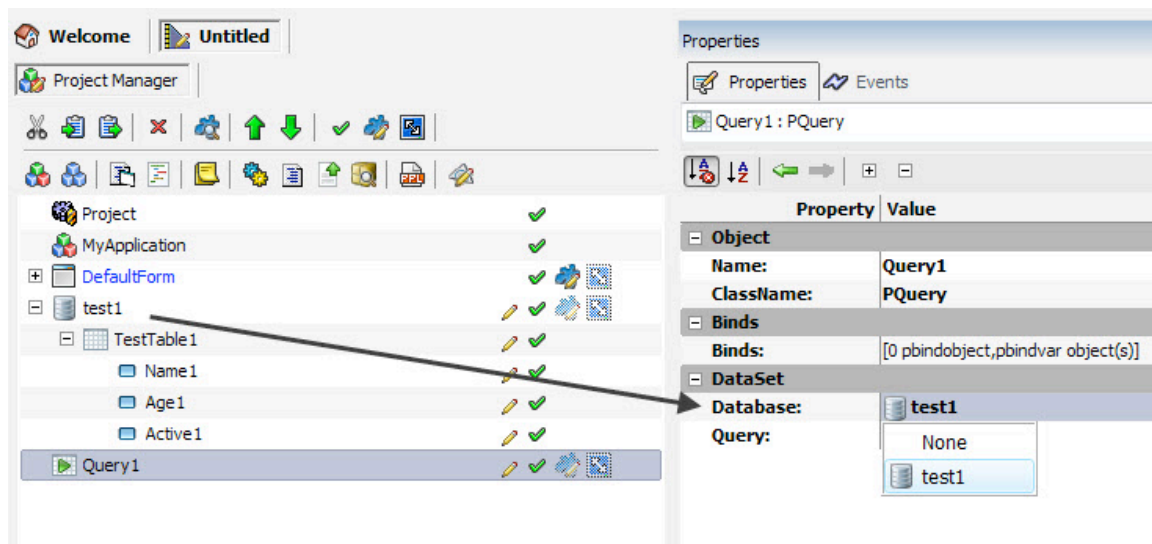 Welcome
Untitled
Project Manager
Project
MyApplication
DefaultForm
test1
TestTable1
Name1
Age1
Active1
Query1
Properties
Properties
Events
Query1 : PQuery
Property Value
Object
Name: Query1
ClassName: PQuery
Binds
Binds: [0 pbindobject,pbindvar object(s)]
DataSet
Database: test1
Query:
None
test1